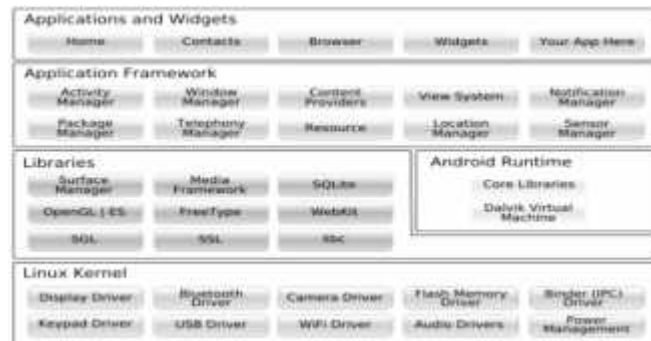 Applications and Widgets
Home
Contacts
Browser
Widgets
Your App Here
Application Framework
Activity
Manager
Window
Manager
Content
Providers
View System
Notification
Manager
Package
Manager
Telephony
Manager
Resource
Location
Manager
Sensor
Manager
Libraries
Surface
Manager
Media
Framework
SQLite
OpenGL | ES
FreeType
WebKit
SGL
SSL
libc
Android Runtime
Core Libraries
Dalvik Virtual
Machine
Linux Kernel
Display Driver
Bluetooth
Driver
Camera Driver
Flash Memory
Driver
Binder (IPC)
Driver
Keypad Driver
USB Driver
WiFi Driver
Audio Drivers
Power
Management